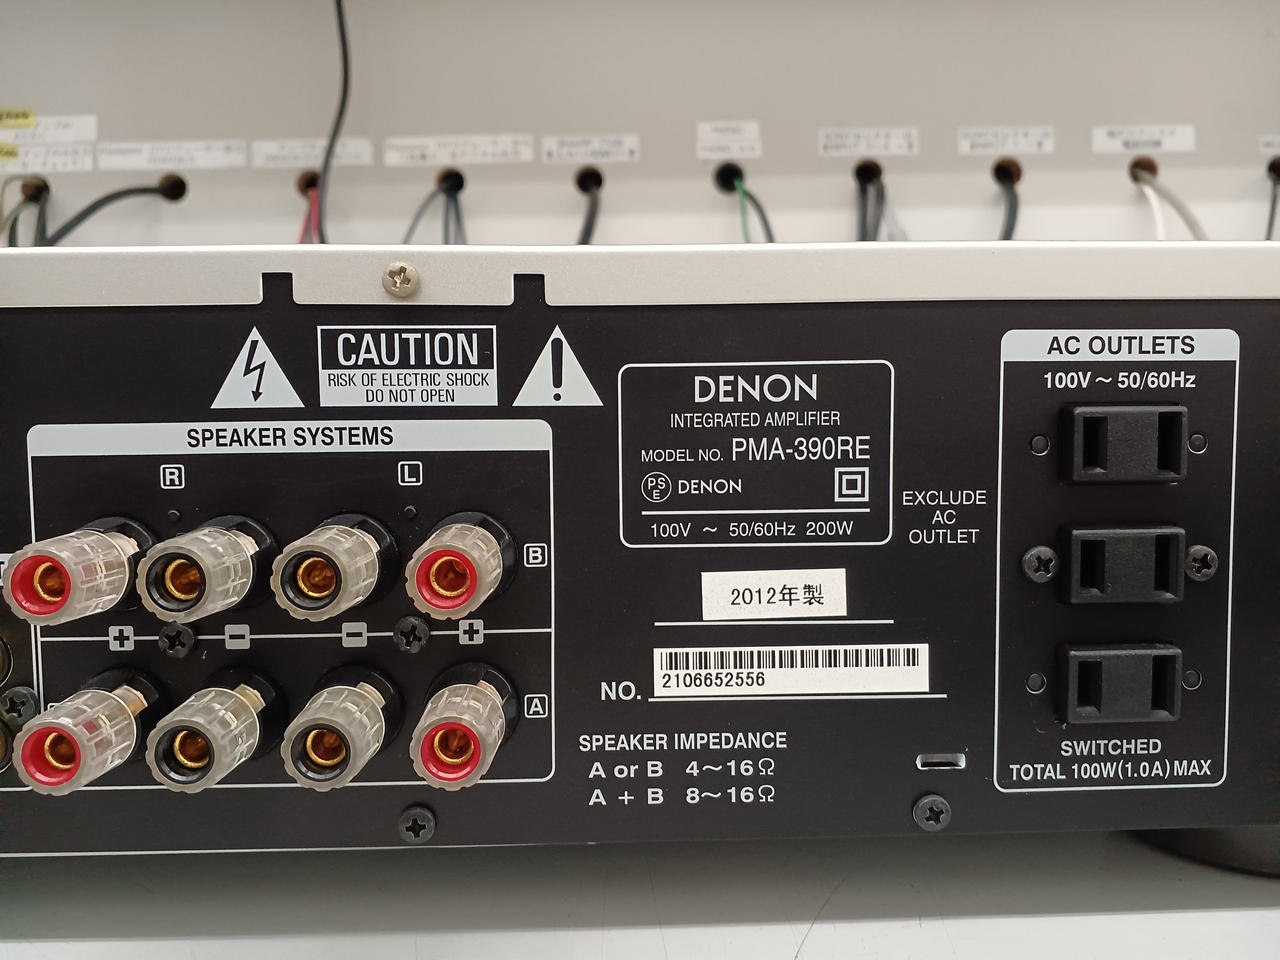 CAUTION
RISK OF ELECTRIC SHOCK
DO NOT OPEN
SPEAKER SYSTEMS
R
L
B
+
−
−
+
A
DENON
INTEGRATED AMPLIFIER
MODEL NO. PMA-390RE
PS
E
DENON
100V ~ 50/60Hz 200W
EXCLUDE
AC
OUTLET
2012年製
NO.
2106652556
SPEAKER IMPEDANCE
A or B 4~16Ω
A + B 8~16Ω
AC OUTLETS
100V ~ 50/60Hz
SWITCHED
TOTAL 100W(1.0A) MAX